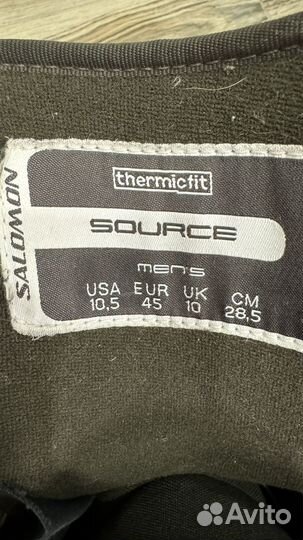 thermicfit
SALOMON
SOURCE
men's
USA EUR UK CM
10,5 45 10 28,5
Avito